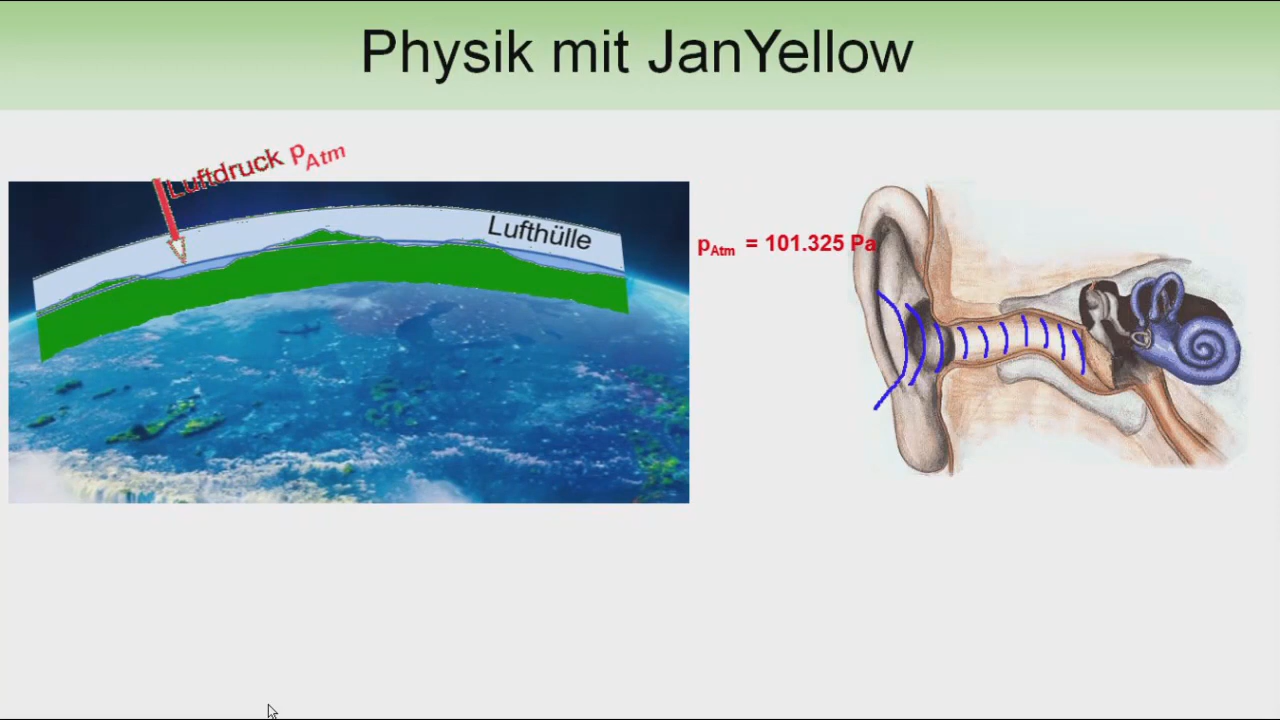 Physik mit JanYellow
Luftdruck pAtm
Lufthülle
pAtm = 101.325 Pa